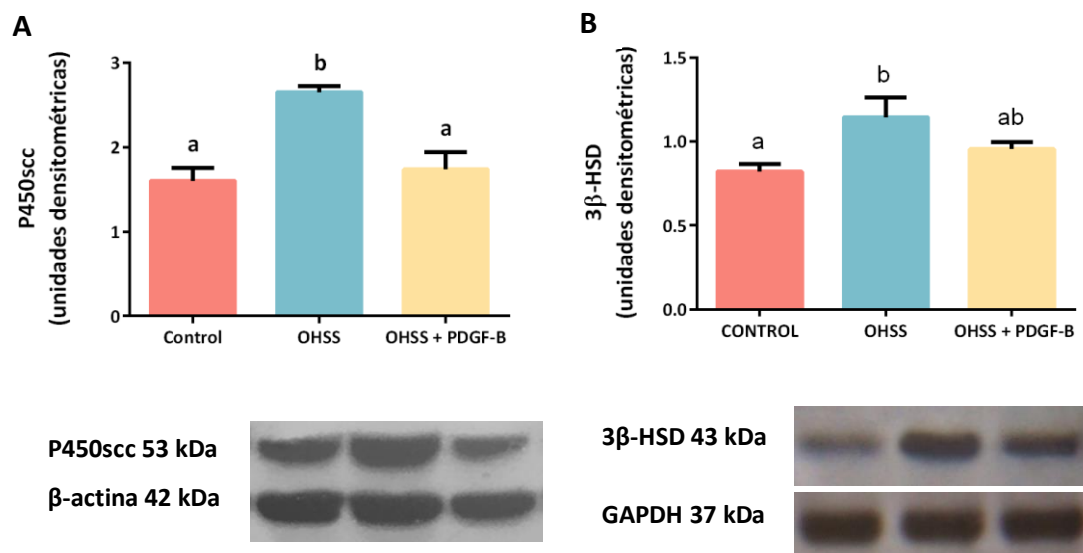 A
P450scc
(unidades densitométricas)
3
2
1
0
a
b
a
Control
OHSS
OHSS + PDGF-B
P450scc 53 kDa
β-actina 42 kDa
B
3β-HSD
(unidades densitométricas)
1.5
1.0
0.5
0.0
a
b
ab
CONTROL
OHSS
OHSS + PDGF-B
3β-HSD 43 kDa
GAPDH 37 kDa